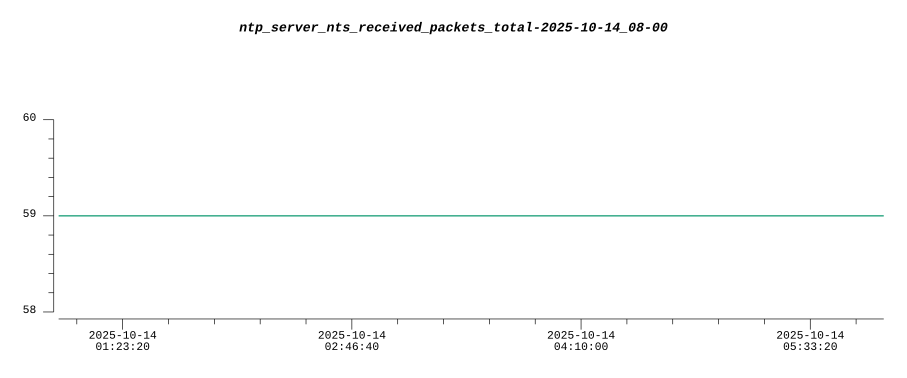 ntp_server_nts_received_packets_total-2025-10-14_08-00
60
59
58
2025-10-14 2025-10-14 2025-10-14 2025-10-14
01:23:20 02:46:40 04:10:00 05:33:20